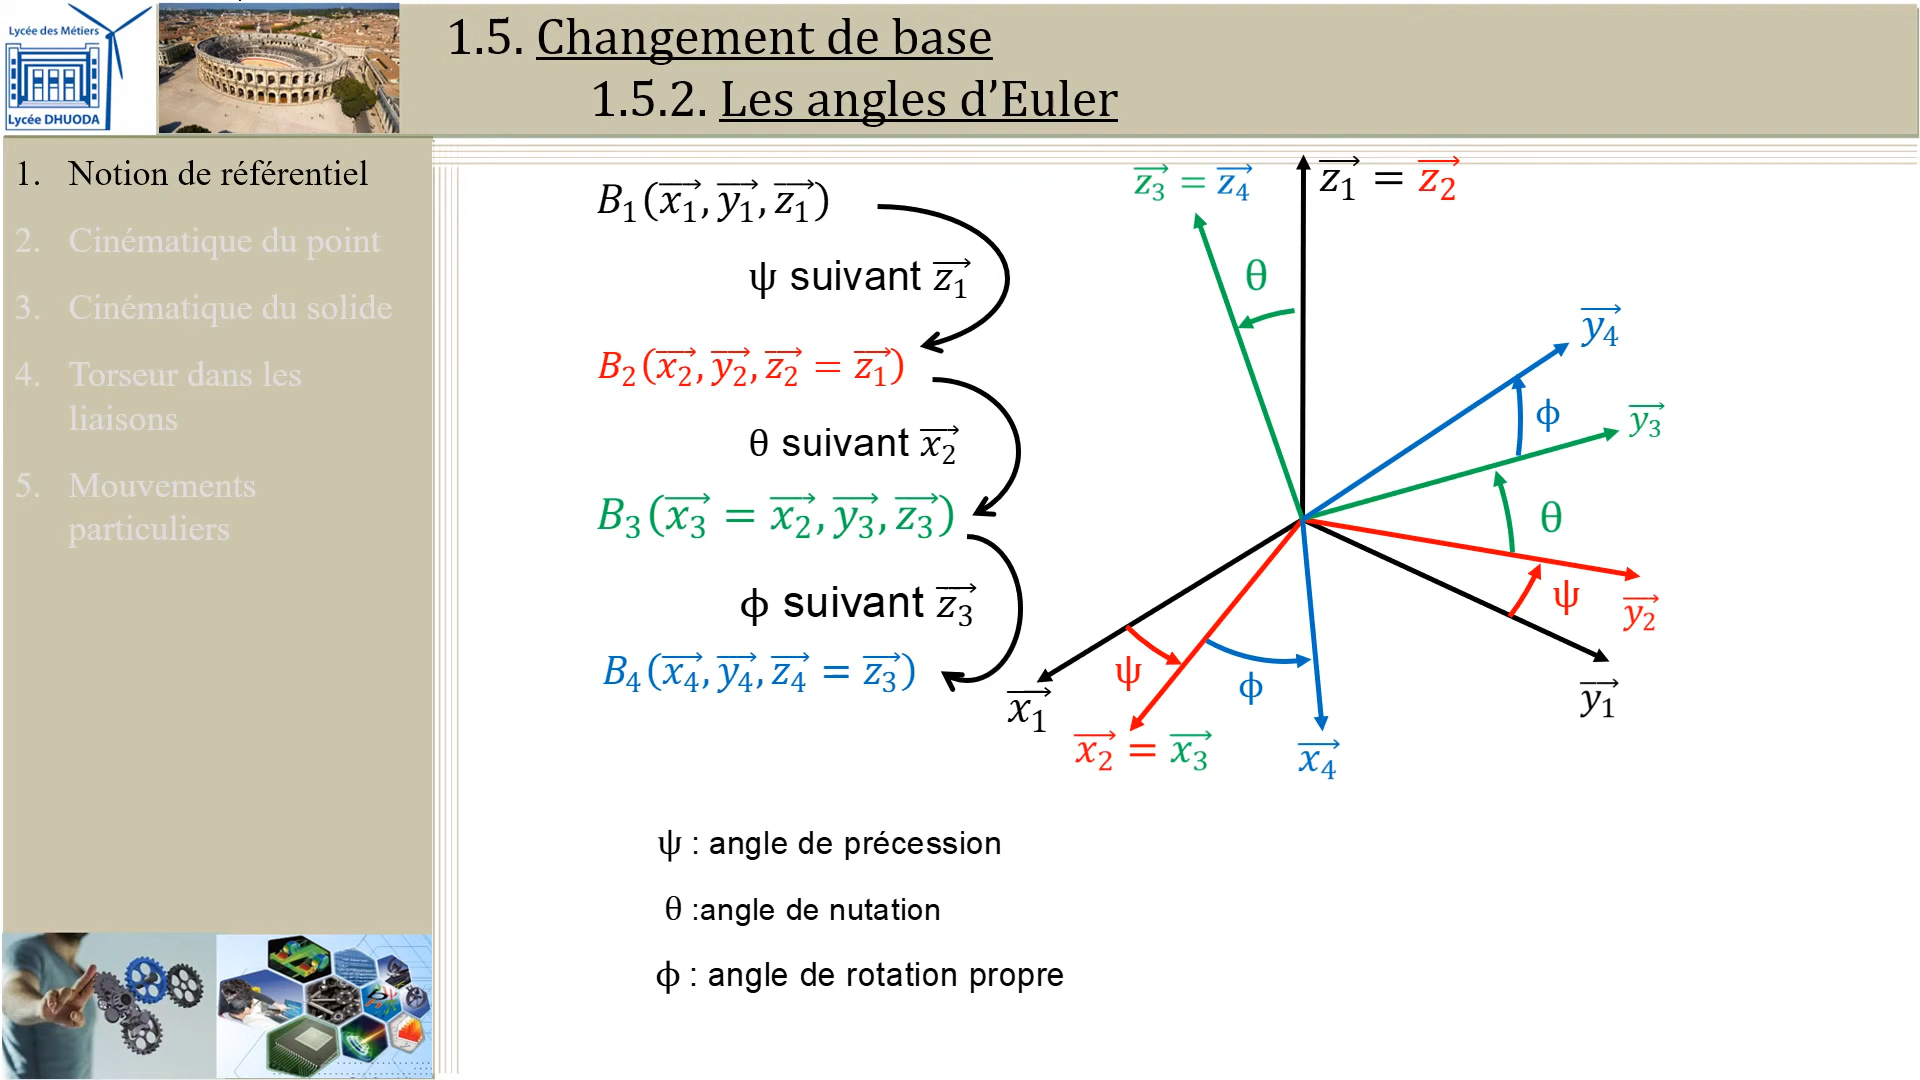 Lycée des Métiers
Lycée DHUODA
1.5. Changement de base
1.5.2. Les angles d’Euler
1. Notion de référentiel
2. Cinématique du point
3. Cinématique du solide
4. Torseur dans les
liaisons
5. Mouvements
particuliers
B₁(x₁⃗, y₁⃗, z₁⃗)
ψ suivant z₁⃗
B₂(x₂⃗, y₂⃗, z₂⃗ = z₁⃗)
θ suivant x₂⃗
B₃(x₃⃗ = x₂⃗, y₃⃗, z₃⃗)
ϕ suivant z₃⃗
B₄(x₄⃗, y₄⃗, z₄⃗ = z₃⃗)
z₃⃗ = z₄⃗
z₁⃗ = z₂⃗
θ
y₄⃗
ϕ
y₃⃗
θ
ψ
y₂⃗
y₁⃗
ψ
ϕ
x₁⃗
x₂⃗ = x₃⃗
x₄⃗
ψ : angle de précession
θ :angle de nutation
ϕ : angle de rotation propre